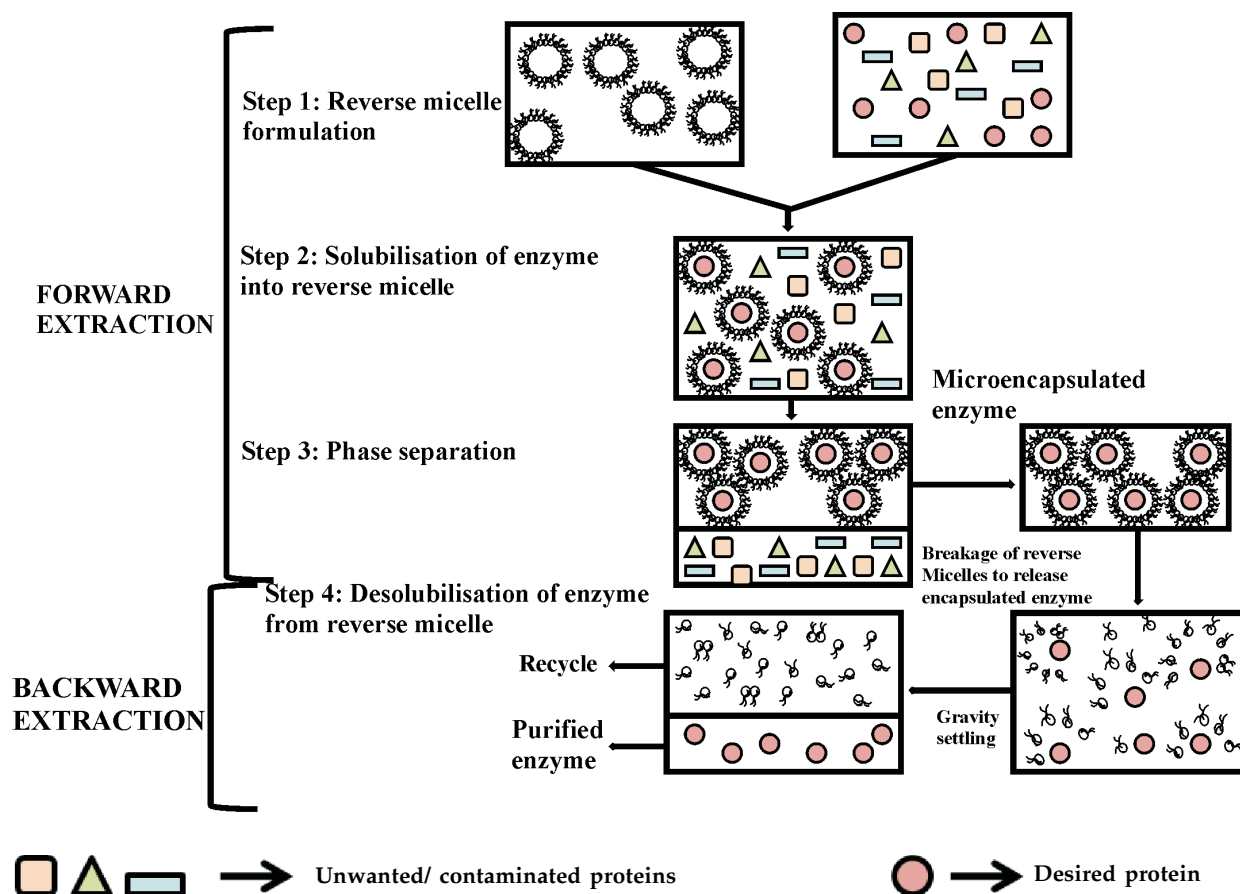 Step 1: Reverse micelle
formulation
Step 2: Solubilisation of enzyme
into reverse micelle
FORWARD
EXTRACTION
Microencapsulated
enzyme
Step 3: Phase separation
Breakage of reverse
Micelles to release
encapsulated enzyme
Step 4: Desolubilisation of enzyme
from reverse micelle
Recycle
BACKWARD
EXTRACTION
Gravity
settling
Purified
enzyme
Unwanted/ contaminated proteins
Desired protein